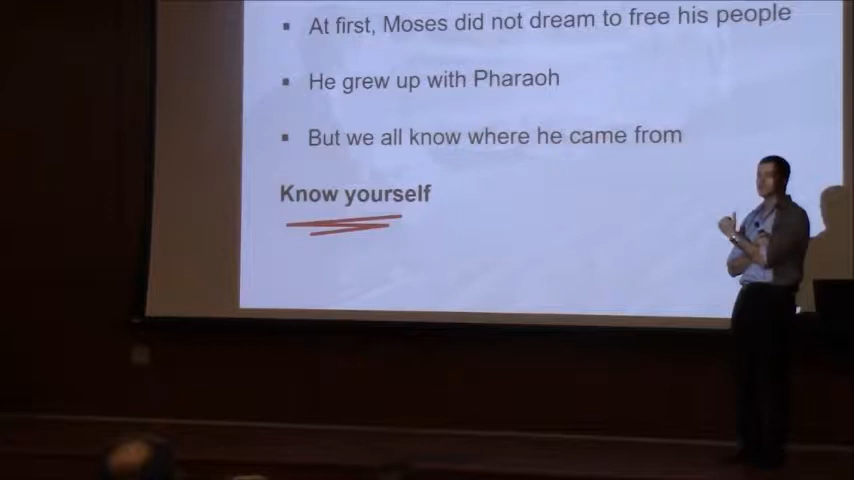 ▪ At first, Moses did not dream to free his people
▪ He grew up with Pharaoh
▪ But we all know where he came from
Know yourself